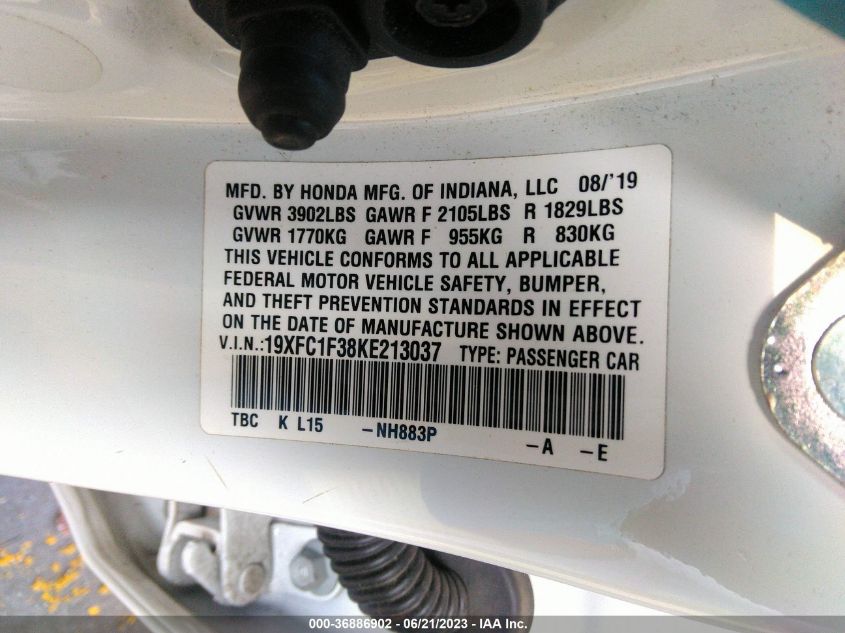 MFD. BY HONDA MFG. OF INDIANA, LLC 08/'19
GVWR 3902LBS GAWR F 2105LBS R 1829LBS
GVWR 1770KG GAWR F 955KG R 830KG
THIS VEHICLE CONFORMS TO ALL APPLICABLE
FEDERAL MOTOR VEHICLE SAFETY, BUMPER,
AND THEFT PREVENTION STANDARDS IN EFFECT
ON THE DATE OF MANUFACTURE SHOWN ABOVE.
V.I.N.:19XFC1F38KE213037 TYPE: PASSENGER CAR
TBC K L15 -NH883P -A -E
000-36886902 - 06/21/2023 - IAA Inc.